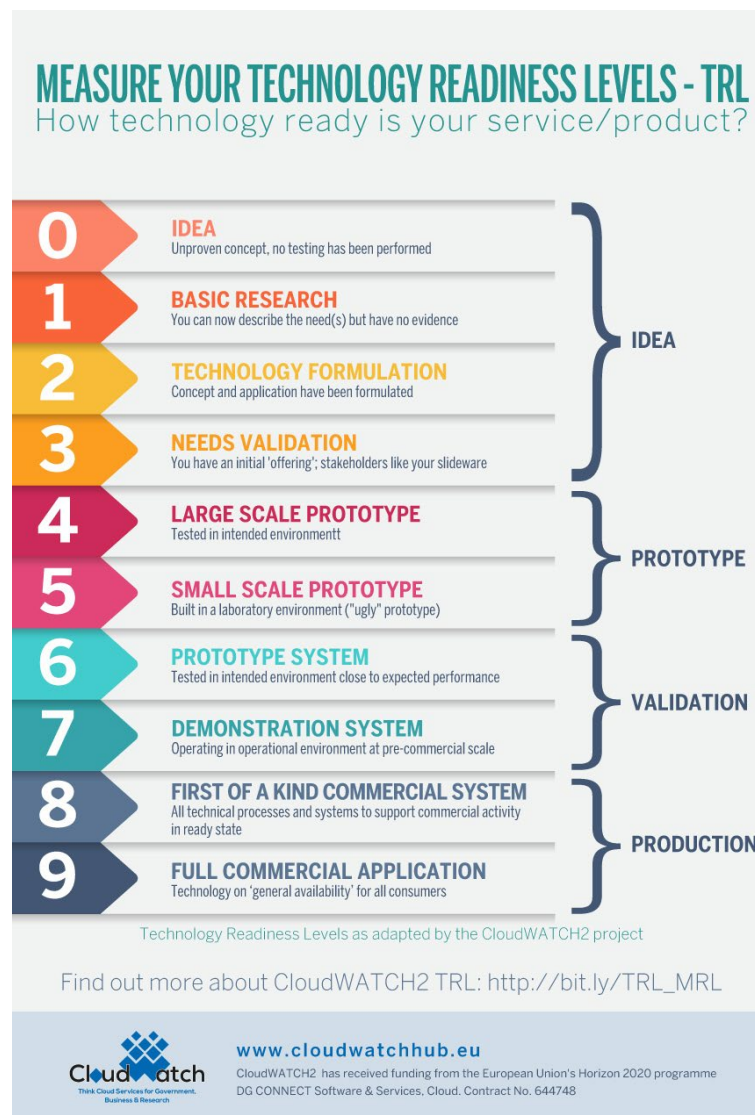 MEASURE YOUR TECHNOLOGY READINESS LEVELS - TRL
How technology ready is your service/product?
0
IDEA
Unproven concept, no testing has been performed
1
BASIC RESEARCH
You can now describe the need(s) but have no evidence
2
TECHNOLOGY FORMULATION
Concept and application have been formulated
3
NEEDS VALIDATION
You have an initial 'offering'; stakeholders like your slideware
IDEA
4
LARGE SCALE PROTOTYPE
Tested in intended environmentt
5
SMALL SCALE PROTOTYPE
Built in a laboratory environment ("ugly" prototype)
PROTOTYPE
6
PROTOTYPE SYSTEM
Tested in intended environment close to expected performance
7
DEMONSTRATION SYSTEM
Operating in operational environment at pre-commercial scale
VALIDATION
8
FIRST OF A KIND COMMERCIAL SYSTEM
All technical processes and systems to support commercial activity
in ready state
9
FULL COMMERCIAL APPLICATION
Technology on ‘general availability’ for all consumers
PRODUCTION
Technology Readiness Levels as adapted by the CloudWATCH2 project
Find out more about CloudWATCH2 TRL: http://bit.ly/TRL_MRL
CloudWatch
Think Cloud Services for Government,
Business & Research
www.cloudwatchhub.eu
CloudWATCH2 has received funding from the European Union's Horizon 2020 programme
DG CONNECT Software & Services, Cloud. Contract No. 644748